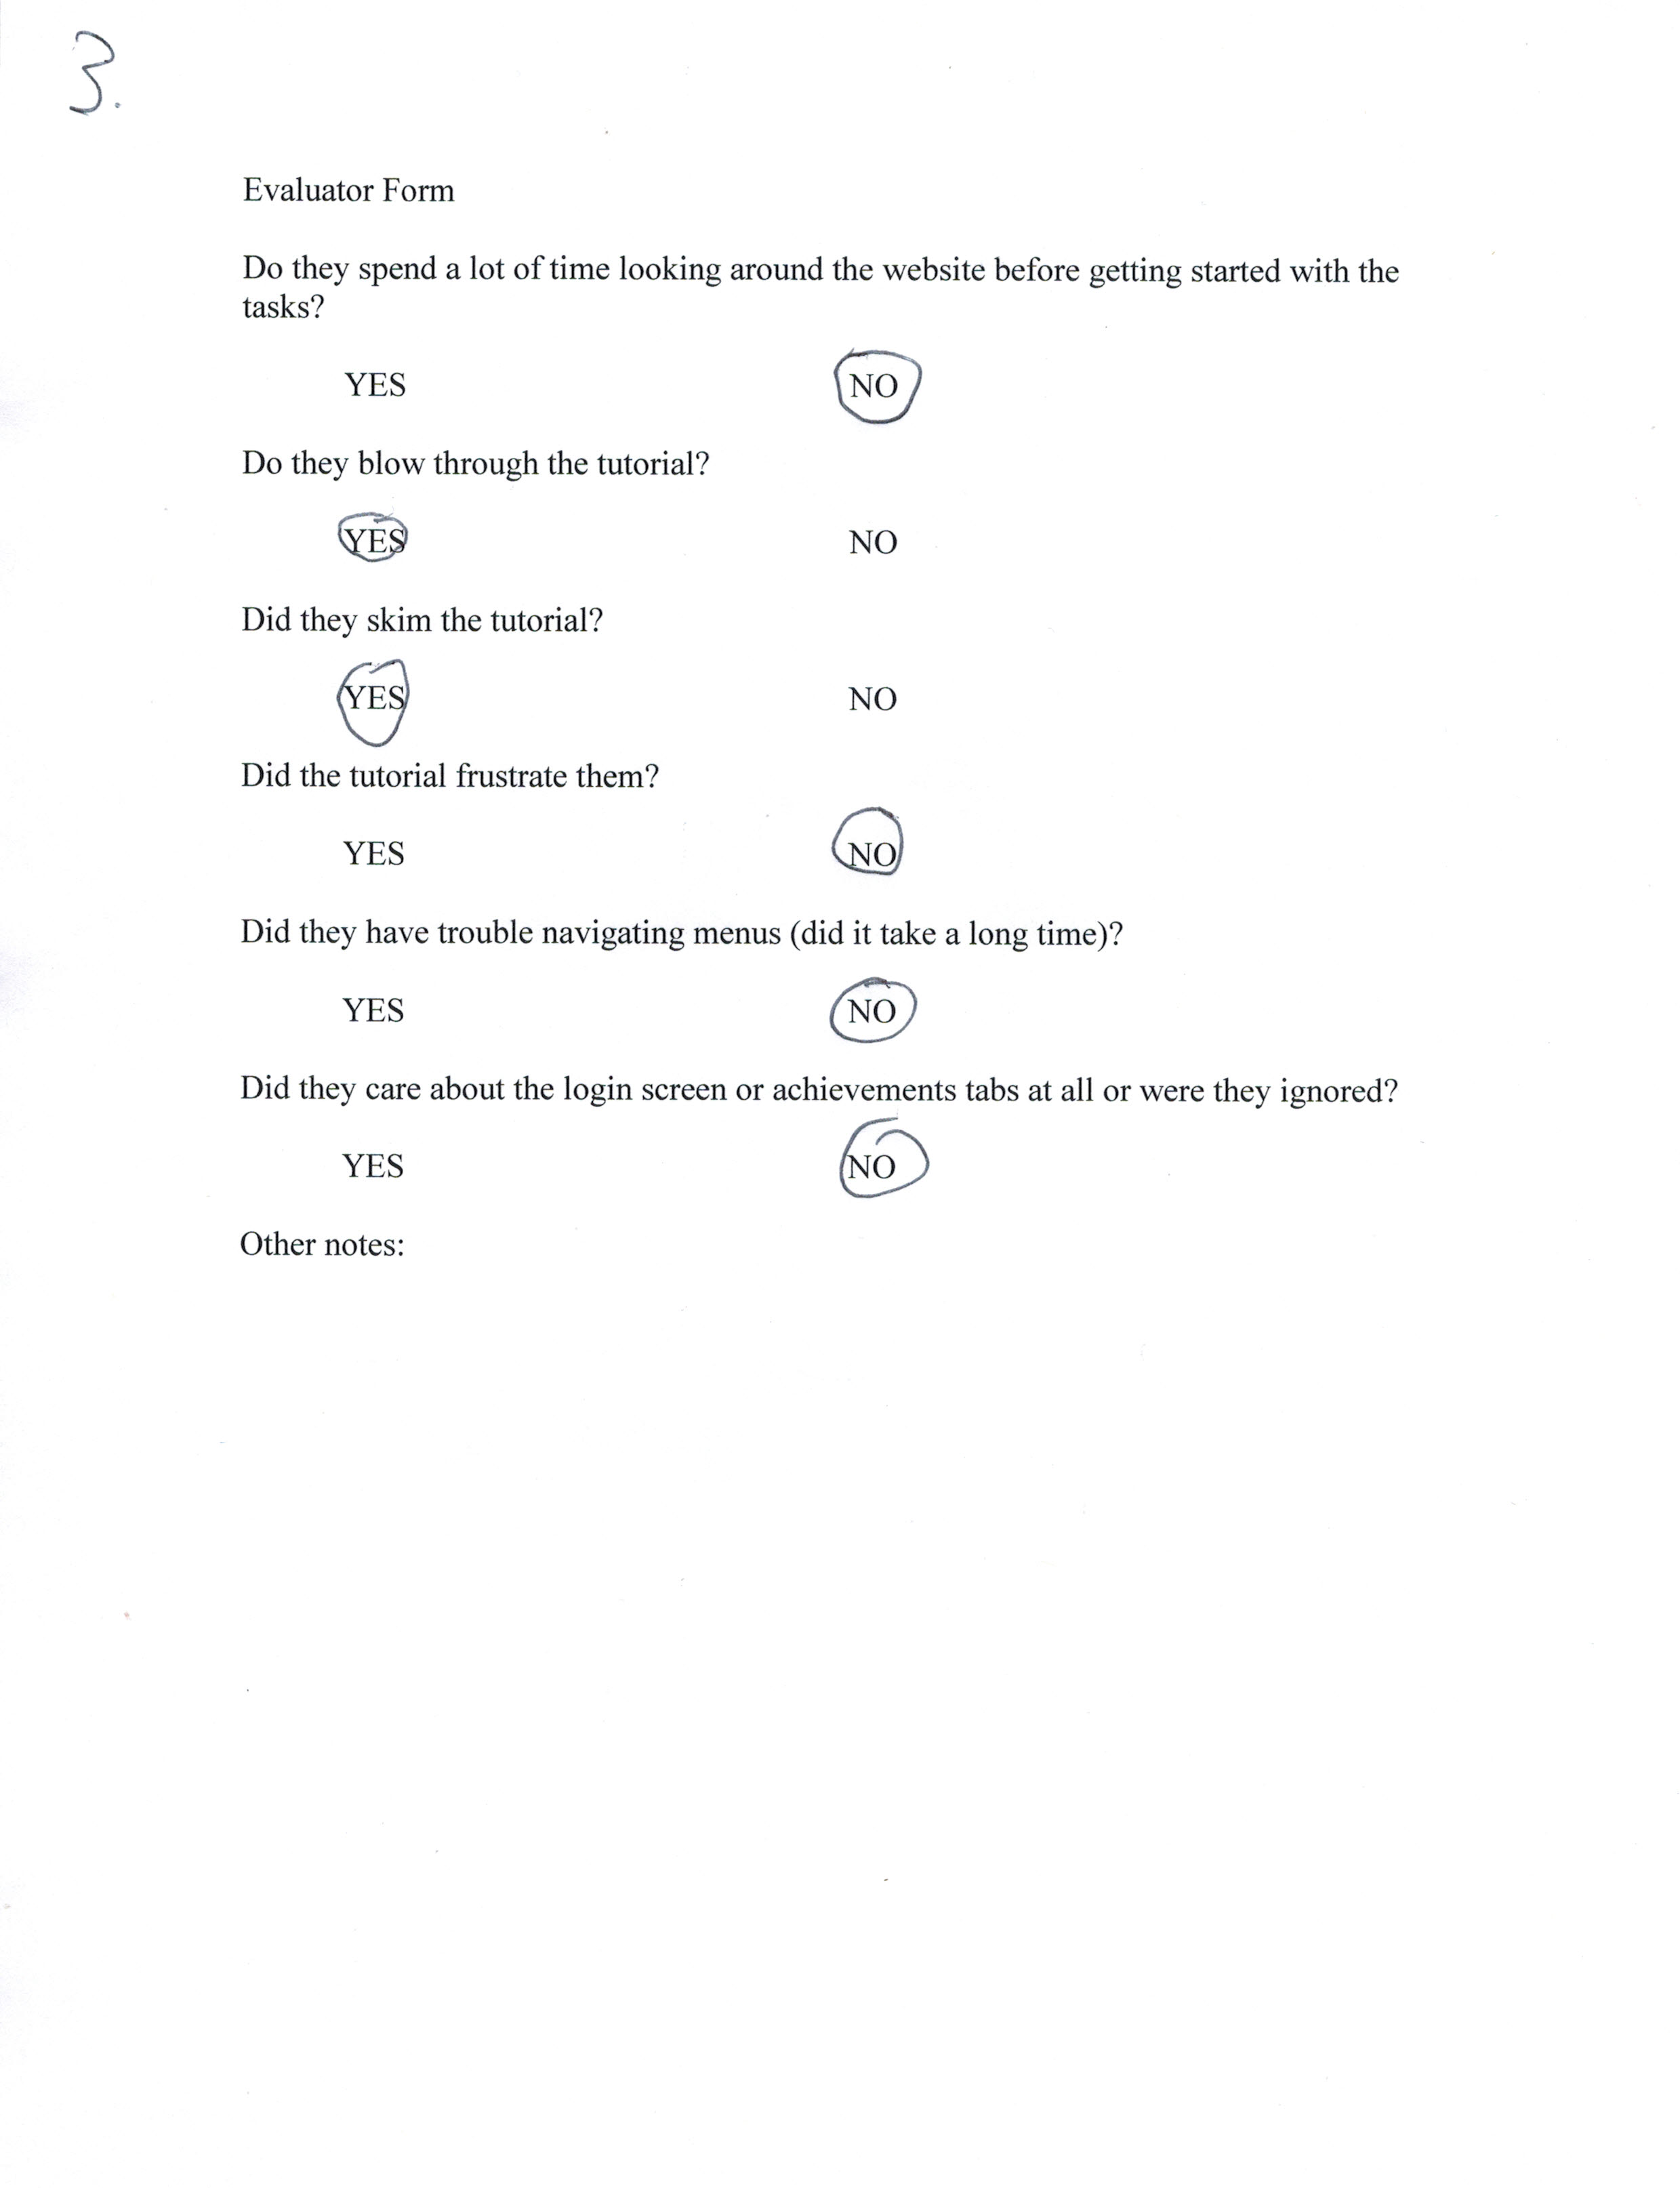 3.
Evaluator Form
Do they spend a lot of time looking around the website before getting started with the
tasks?
YES NO
Do they blow through the tutorial?
YES NO
Did they skim the tutorial?
YES NO
Did the tutorial frustrate them?
YES NO
Did they have trouble navigating menus (did it take a long time)?
YES NO
Did they care about the login screen or achievements tabs at all or were they ignored?
YES NO
Other notes: